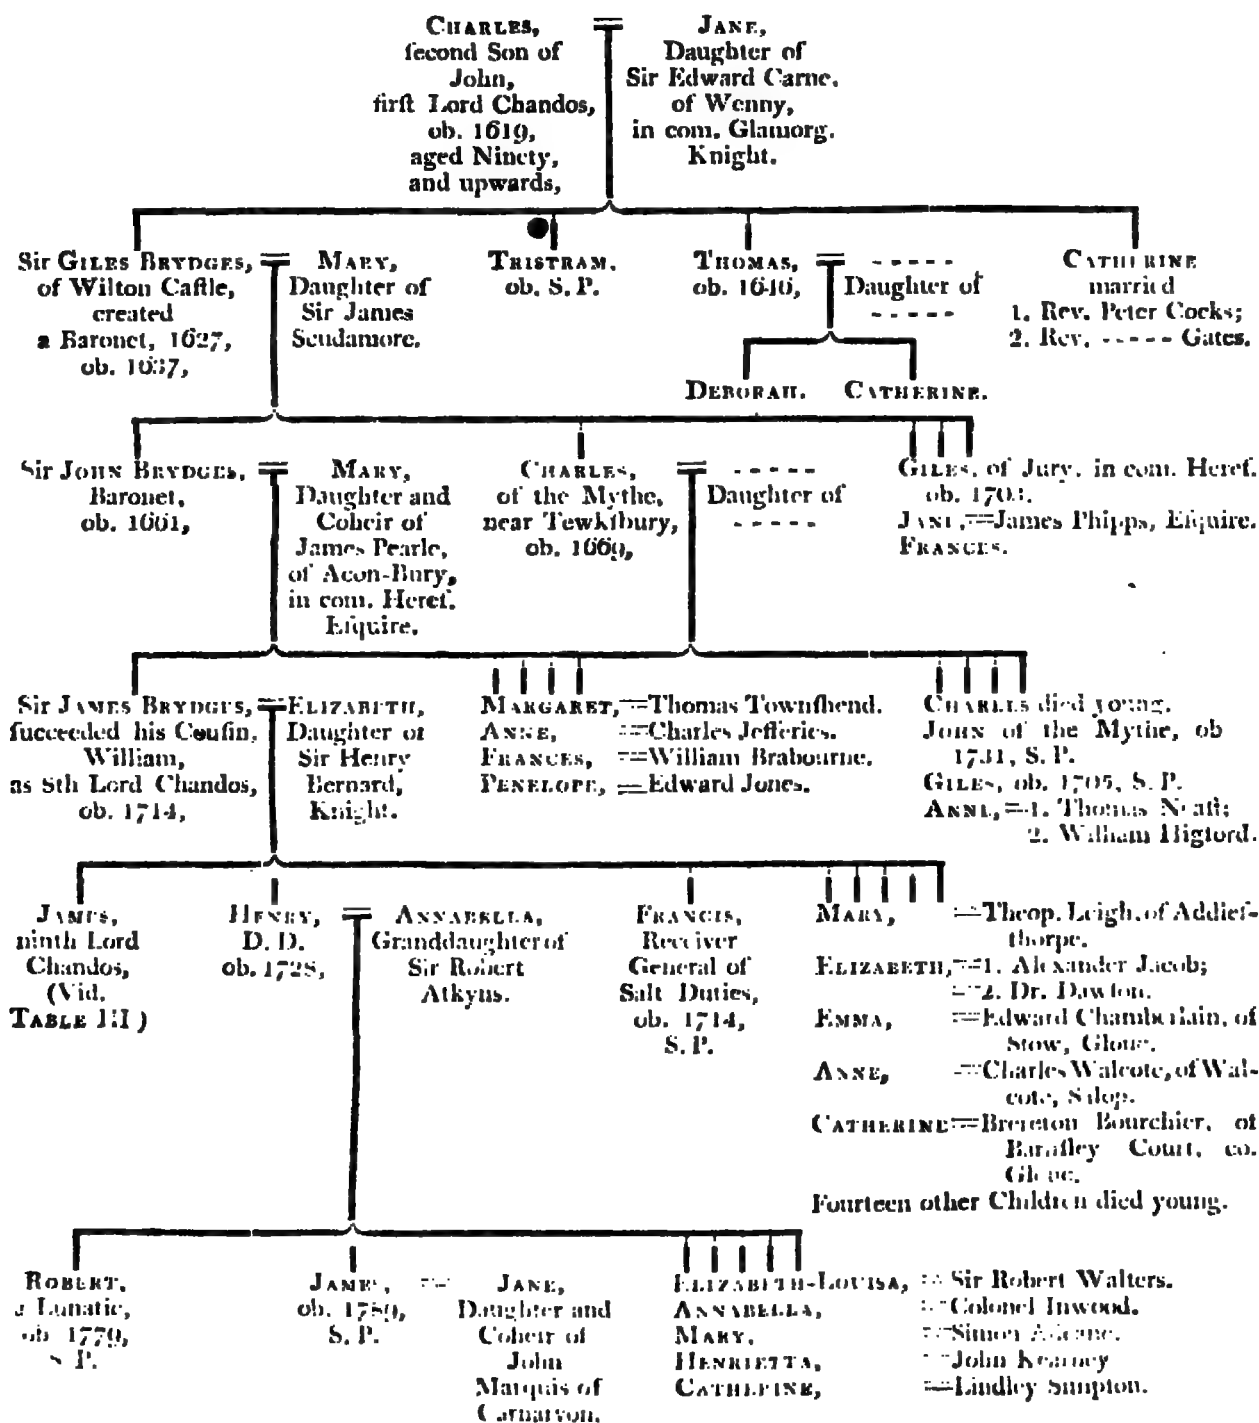 CHARLES,
ſecond Son of
John,
firſt Lord Chandos,
ob. 1619,
aged Ninety,
and upwards,
JANE,
Daughter of
Sir Edward Carne,
of Wenny,
in com. Glamorg.
Knight.
Sir GILES BRYDGES,
of Wilton Caſtle,
created
a Baronet, 1627,
ob. 1637,
MARY,
Daughter of
Sir James
Scudamore.
TRISTRAM,
ob. S. P.
THOMAS,
ob. 1646,
- - - - -
Daughter of
- - - - -
CATHERINE
married
1. Rev. Peter Cocks;
2. Rev. - - - - - Gates.
DEBORAH.
CATHERINE.
Sir JOHN BRYDGES,
Baronet,
ob. 1661,
MARY,
Daughter and
Coheir of
James Pearle,
of Acon-Bury,
in com. Heref.
Eſquire.
CHARLES,
of the Mythe,
near Tewkſbury,
ob. 1669,
- - - - -
Daughter of
- - - - -
GILES, of Jury, in com. Heref.
ob. 1703.
JANE,=James Phipps, Eſquire.
FRANCES.
Sir JAMES BRYDGES,
ſucceeded his Couſin,
William,
as 8th Lord Chandos,
ob. 1714,
ELIZABETH,
Daughter of
Sir Henry
Bernard,
Knight.
MARGARET,=Thomas Townſhend.
ANNE, =Charles Jefferies.
FRANCES, =William Brabourne.
PENELOPE, =Edward Jones.
CHARLES died young.
JOHN of the Mythe, ob
1731, S. P.
GILES, ob. 1705, S. P.
ANNE,=1. Thomas
2. William Higford.
JAMES,
ninth Lord
Chandos,
(Vid.
TABLE III)
HENRY,
D. D.
ob. 1728,
ANNABELLA,
Granddaughter of
Sir Robert
Atkyns.
FRANCIS,
Receiver
General of
Salt Duties,
ob. 1714,
S. P.
MARY, =Theop. Leigh, of Addleſ-
thorpe.
ELIZABETH,=1. Alexander Jacob;
=2. Dr. Dawſon.
EMMA, =Edward Chamberlain, of
Stow, Glouc.
ANNE, =Charles Walcote, of Wal-
cote, Salop.
CATHERINE=Brereton Bourchier, of
Barnſley Court, co.
Glouc.
Fourteen other Children died young.
ROBERT,
a Lunatic,
ob. 1779,
S. P.
JAMES,
ob. 1789,
S. P.
JANE,
Daughter and
Coheir of
John
Marquis of
Carnarvon.
ELIZABETH-LOUISA, = Sir Robert Walters.
ANNABELLA, =Colonel Inwood.
MARY, =Simon
HENRIETTA, =John Kearney
CATHERINE, =Lindley Simpſon.